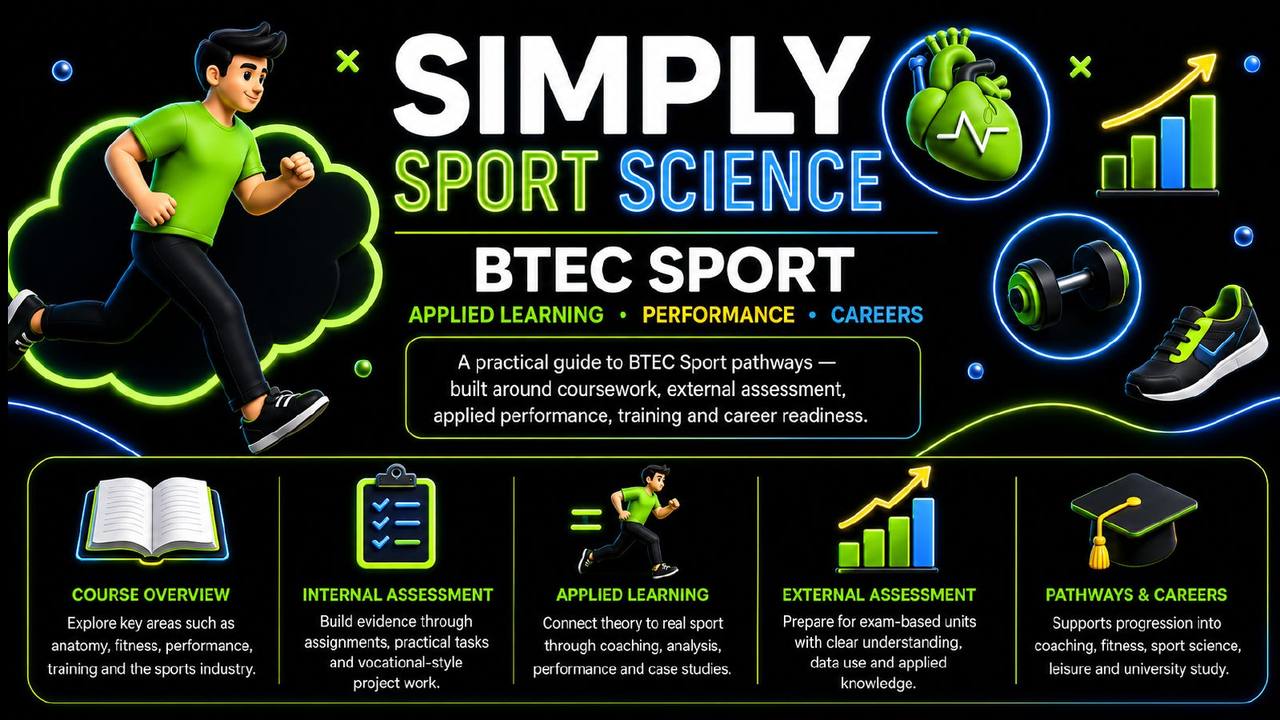 SIMPLY
SPORT SCIENCE
BTEC SPORT
APPLIED LEARNING • PERFORMANCE • CAREERS
A practical guide to BTEC Sport pathways —
built around coursework, external assessment,
applied performance, training and career readiness.
COURSE OVERVIEW
Explore key areas such as
anatomy, fitness, performance,
training and the sports industry.
INTERNAL ASSESSMENT
Build evidence through
assignments, practical tasks
and vocational-style
project work.
APPLIED LEARNING
Connect theory to real sport
through coaching, analysis,
performance and case studies.
EXTERNAL ASSESSMENT
Prepare for exam-based units
with clear understanding,
data use and applied
knowledge.
PATHWAYS & CAREERS
Supports progression into
coaching, fitness, sport science,
leisure and university study.